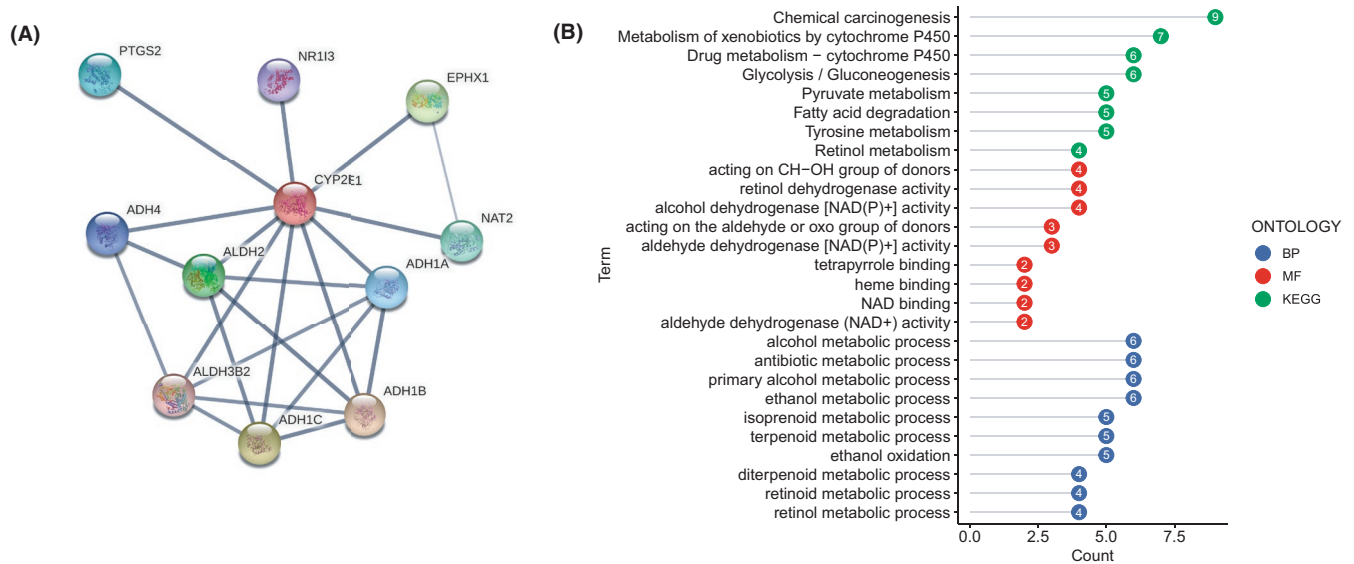 (A)
PTGS2
NR1I3
EPHX1
CYP2E1
ADH4
NAT2
ALDH2
ADH1A
ALDH3B2
ADH1B
ADH1C
(B)
Chemical carcinogenesis 9
Metabolism of xenobiotics by cytochrome P450 7
Drug metabolism − cytochrome P450 6
Glycolysis / Gluconeogenesis 6
Pyruvate metabolism 5
Fatty acid degradation 5
Tyrosine metabolism 5
Retinol metabolism 4
acting on CH−OH group of donors 4
retinol dehydrogenase activity 4
alcohol dehydrogenase [NAD(P)+] activity 4
acting on the aldehyde or oxo group of donors 3
aldehyde dehydrogenase [NAD(P)+] activity 3
tetrapyrrole binding 2
heme binding 2
NAD binding 2
aldehyde dehydrogenase (NAD+) activity 2
alcohol metabolic process 6
antibiotic metabolic process 6
primary alcohol metabolic process 6
ethanol metabolic process 6
isoprenoid metabolic process 5
terpenoid metabolic process 5
ethanol oxidation 5
diterpenoid metabolic process 4
retinoid metabolic process 4
retinol metabolic process 4
Term
0.0 2.5 5.0 7.5
Count
ONTOLOGY
BP
MF
KEGG